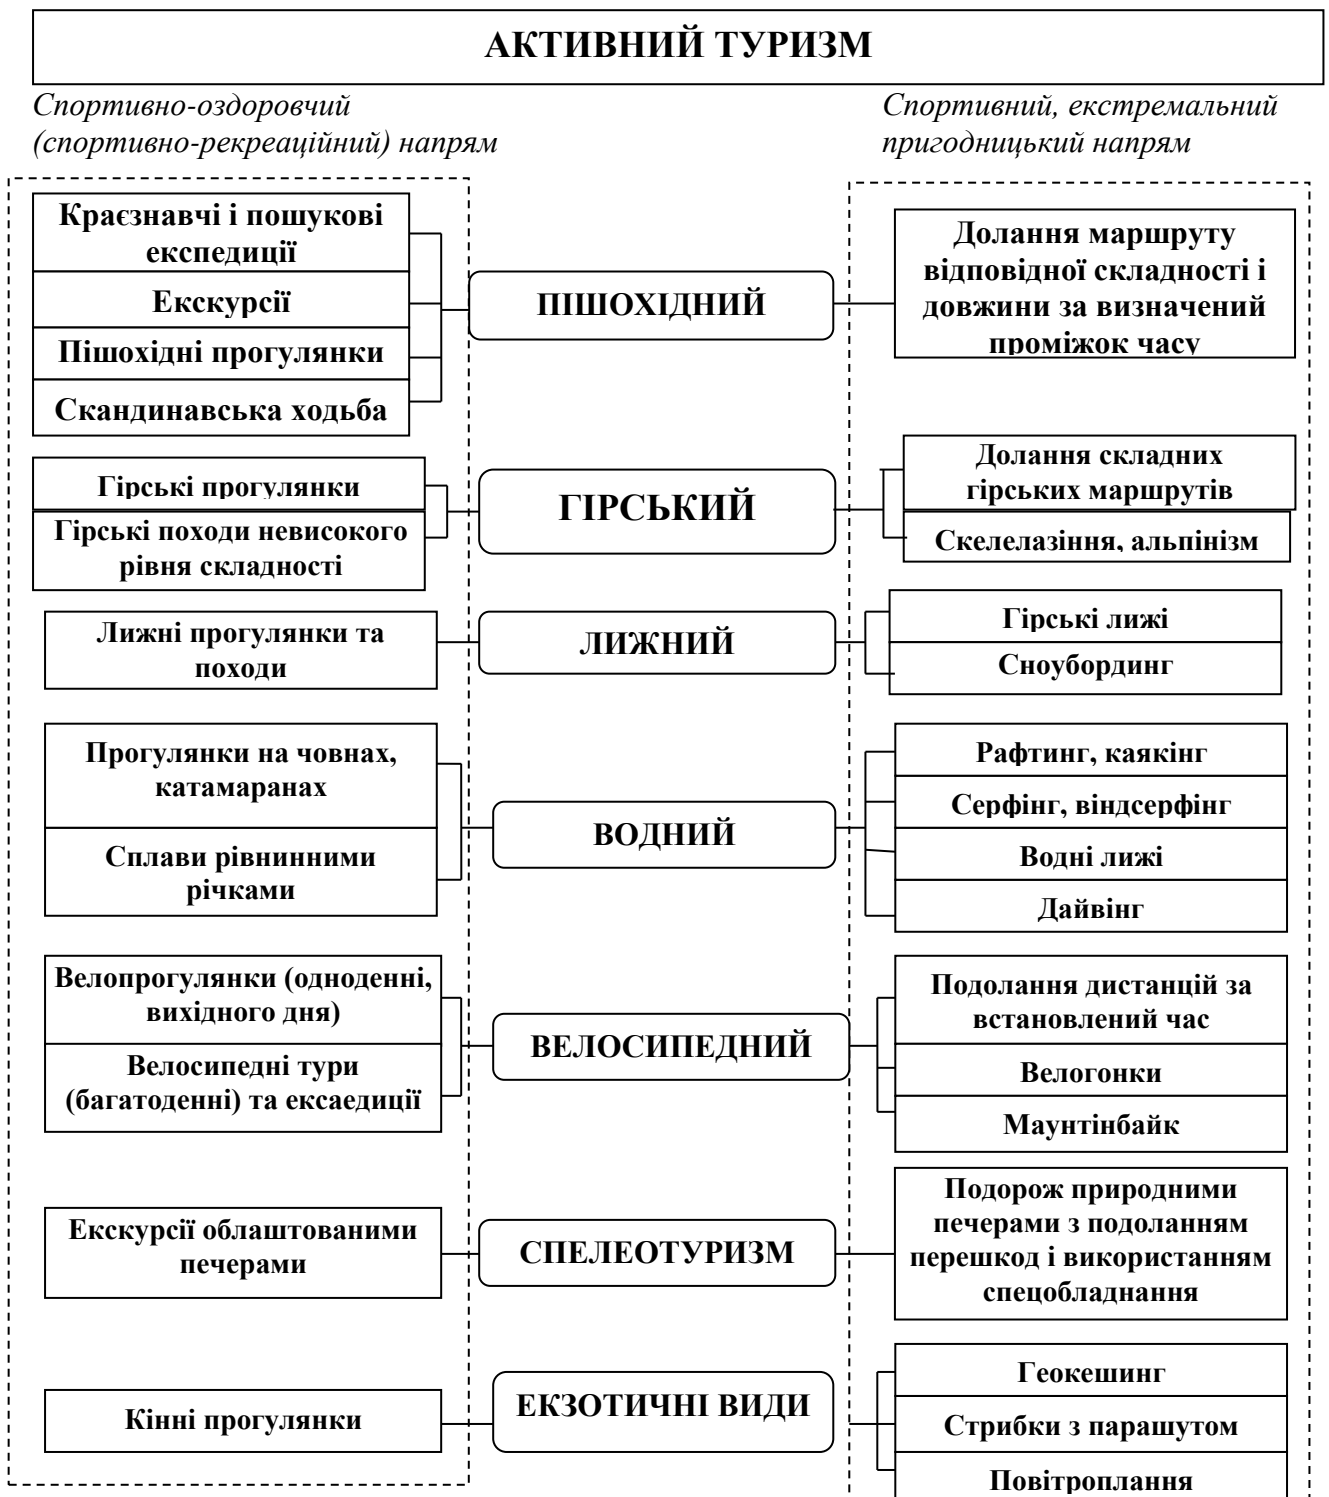 АКТИВНИЙ ТУРИЗМ
Спортивно-оздоровчий
(спортивно-рекреаційний) напрям
Спортивний, екстремальний
пригодницький напрям
Краєзнавчі і пошукові
експедиції
Екскурсії
Пішохідні прогулянки
Скандинавська ходьба
ПІШОХІДНИЙ
Долання маршруту
відповідної складності і
довжини за визначений
проміжок часу
Гірські прогулянки
Гірські походи невисокого
рівня складності
ГІРСЬКИЙ
Долання складних
гірських маршрутів
Скелелазіння, альпінізм
Лижні прогулянки та
походи
ЛИЖНИЙ
Гірські лижі
Сноубординг
Прогулянки на човнах,
катамаранах
Сплави рівнинними
річками
ВОДНИЙ
Рафтинг, каякінг
Серфінг, віндсерфінг
Водні лижі
Дайвінг
Велопрогулянки (одноденні,
вихідного дня)
Велосипедні тури
(багатоденні) та ексаедиції
ВЕЛОСИПЕДНИЙ
Подолання дистанцій за
встановлений час
Велогонки
Маунтінбайк
Екскурсії облаштованими
печерами
СПЕЛЕОТУРИЗМ
Подорож природними
печерами з подоланням
перешкод і використанням
спецобладнання
Кінні прогулянки
ЕКЗОТИЧНІ ВИДИ
Геокешинг
Стрибки з парашутом
Повітроплання